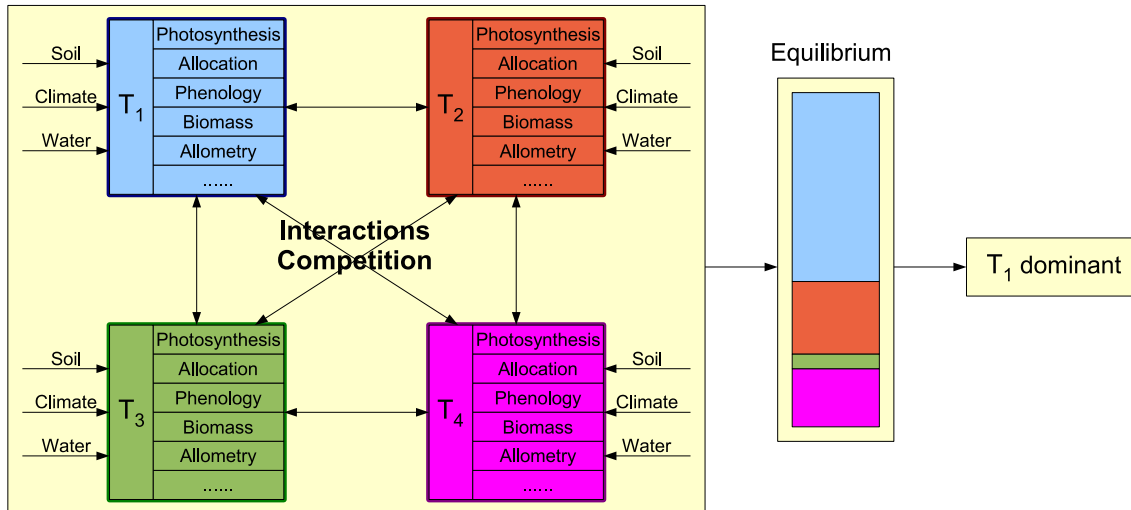 Soil
Climate
Water
T1
Photosynthesis
Allocation
Phenology
Biomass
Allometry
......
T2
Photosynthesis
Allocation
Phenology
Biomass
Allometry
......
Soil
Climate
Water
Interactions
Competition
Soil
Climate
Water
T3
Photosynthesis
Allocation
Phenology
Biomass
Allometry
......
T4
Photosynthesis
Allocation
Phenology
Biomass
Allometry
......
Soil
Climate
Water
Equilibrium
T1 dominant